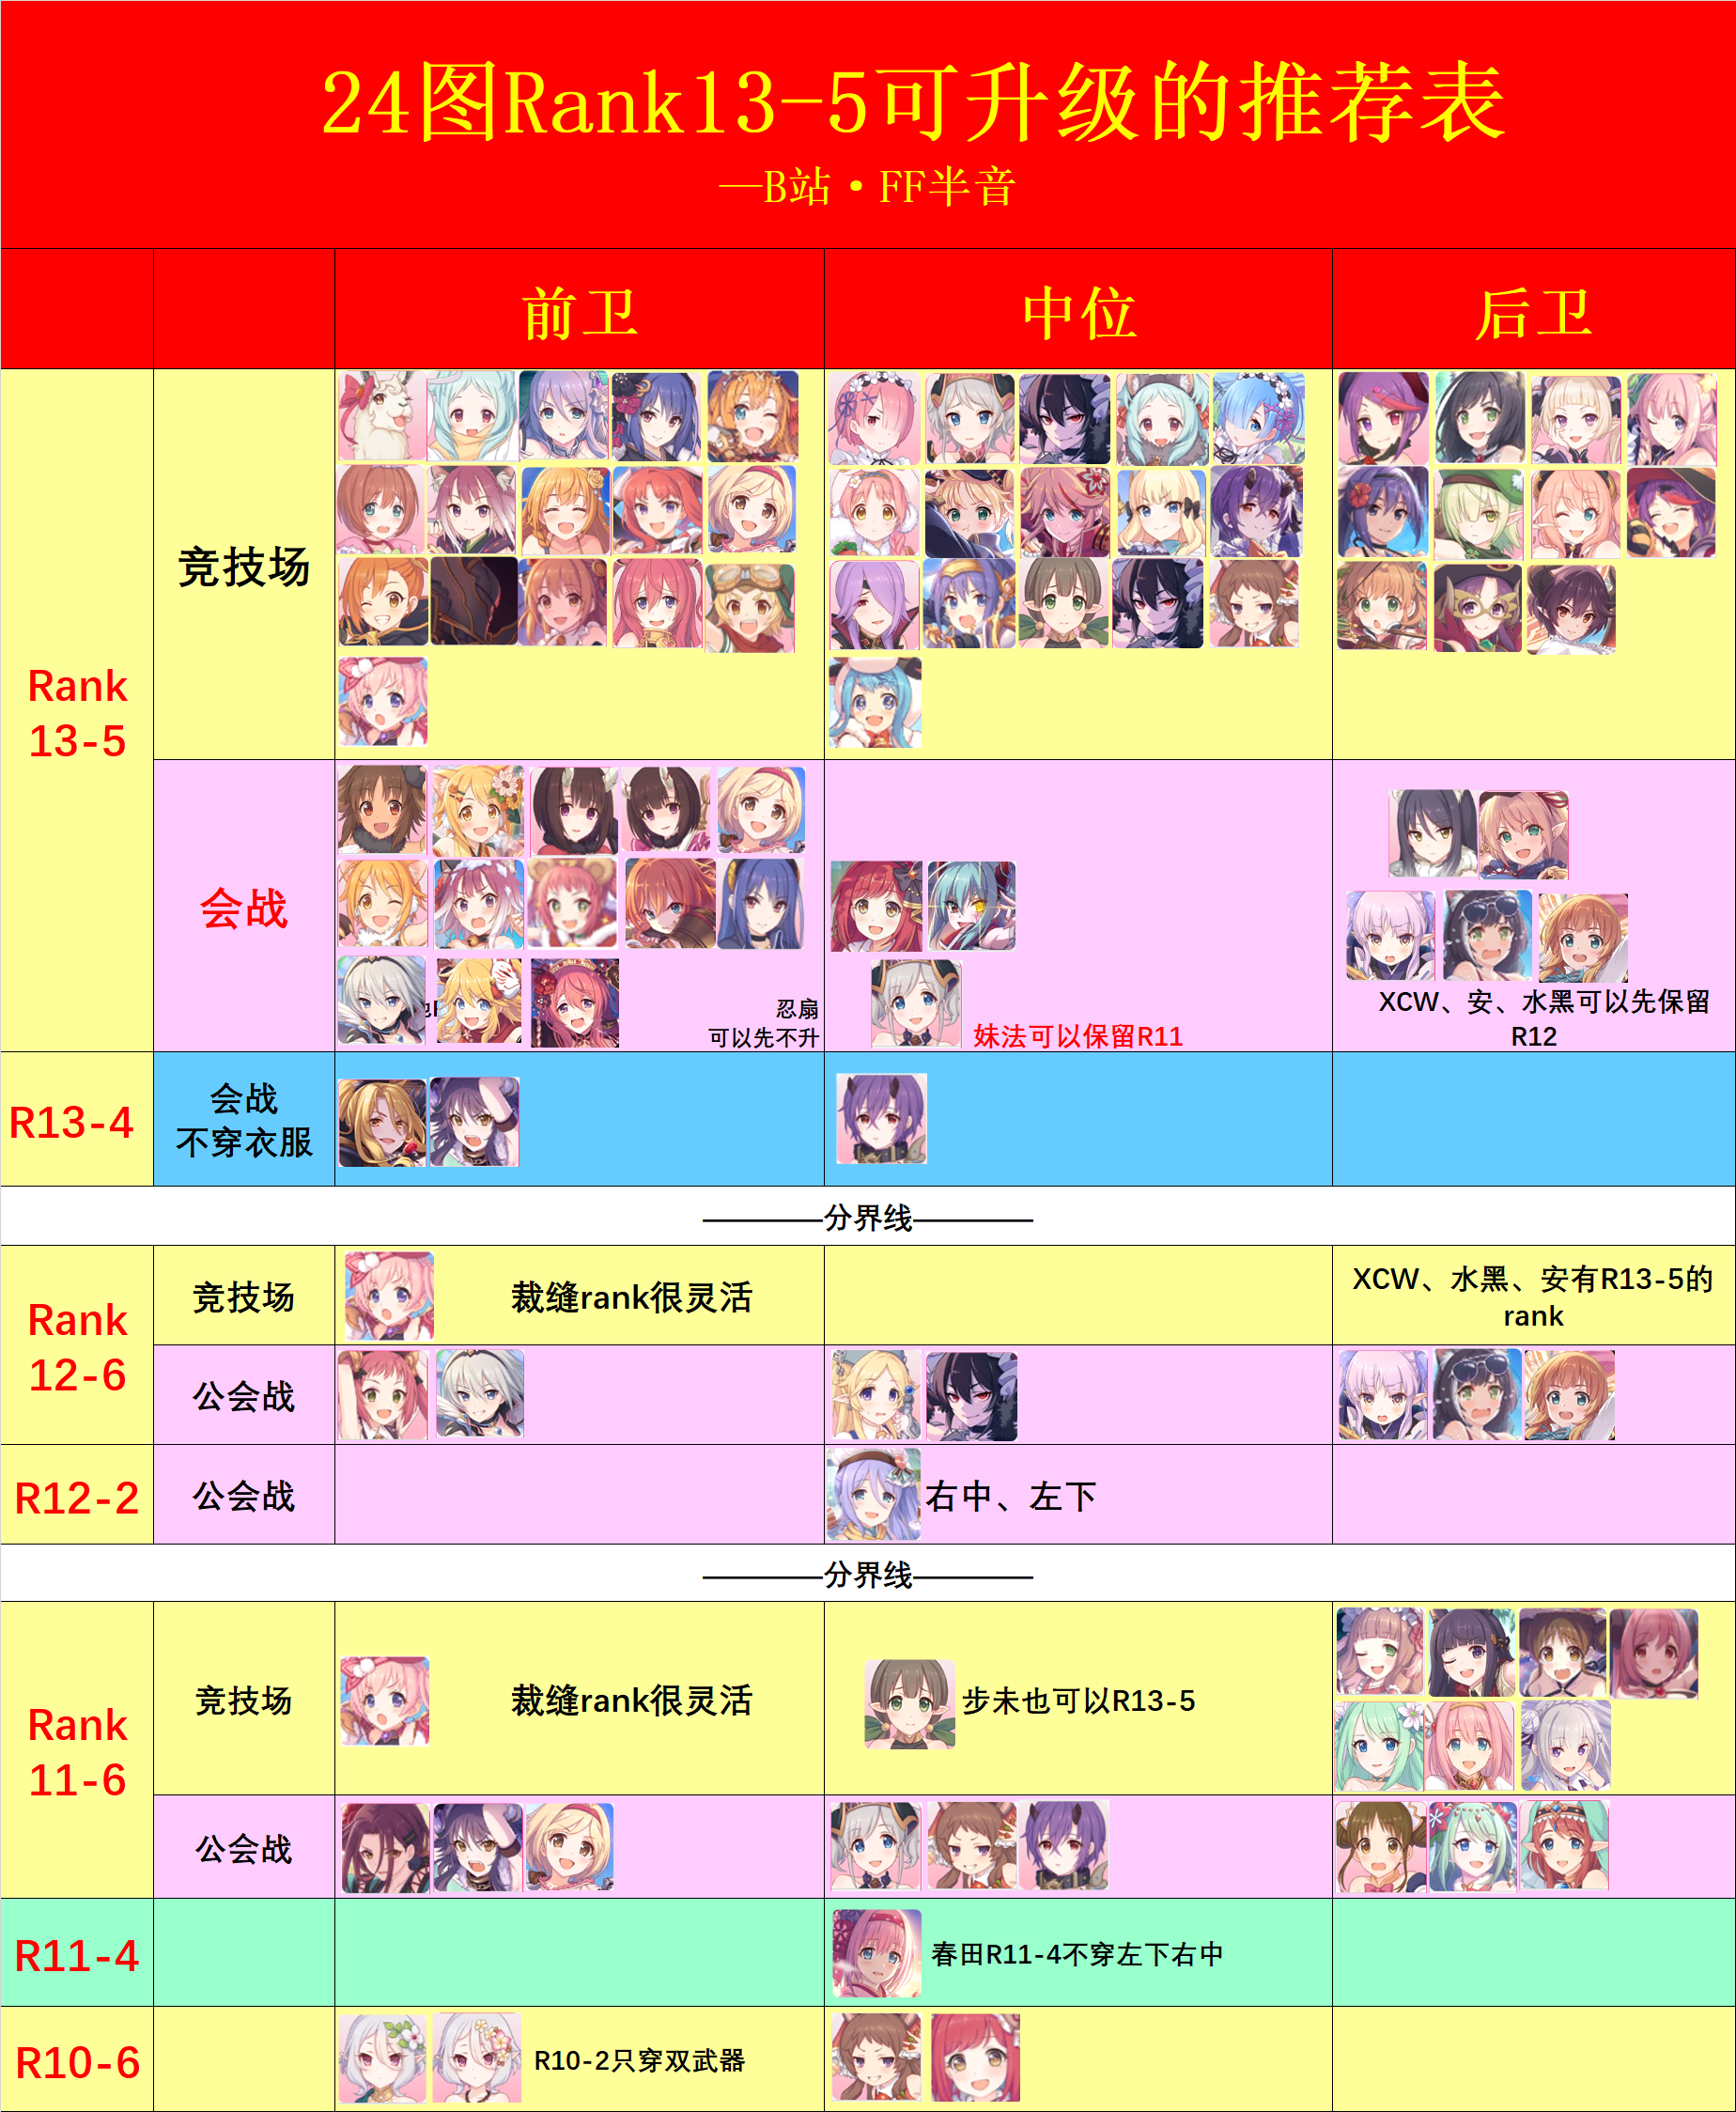 24图Rank13-5可升级的推荐表
—B站·FF半音
前卫
中位
后卫
Rank
13-5
竞技场
会战
忍扇
可以先不升
妹法可以保留R11
XCW、安、水黑可以先保留
R12
R13-4
会战
不穿衣服
————分界线————
Rank
12-6
竞技场
裁缝rank很灵活
XCW、水黑、安有R13-5的
rank
公会战
R12-2
公会战
右中、左下
————分界线————
Rank
11-6
竞技场
裁缝rank很灵活
步未也可以R13-5
公会战
R11-4
春田R11-4不穿左下右中
R10-6
R10-2只穿双武器